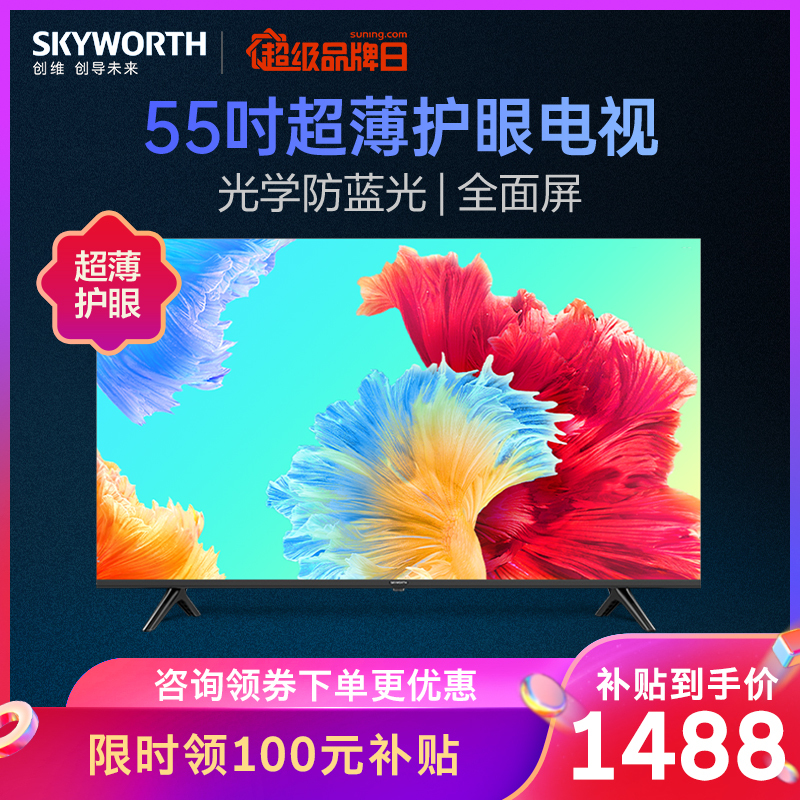 SKYWORTH
创维 创导未来
suning.com
超级品牌日
55吋超薄护眼电视
光学防蓝光|全面屏
超薄
护眼
SKYWORTH
咨询领券下单更优惠
补贴到手价
限时领100元补贴
1488